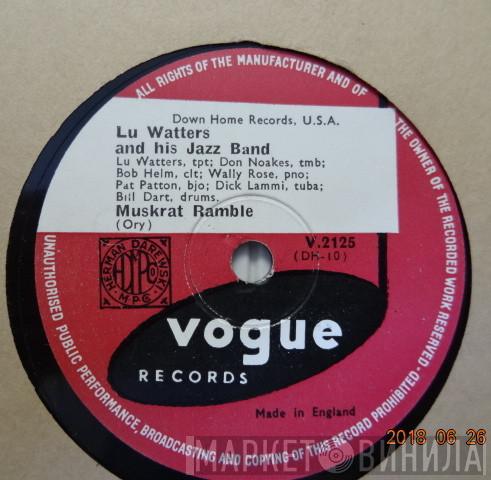 ALL RIGHTS OF THE MANUFACTURER AND OF THE OWNER OF THE RECORDED WORK RESERVED -
UNAUTHORISED PUBLIC PERFORMANCE, BROADCASTING AND COPYING OF THIS RECORD PROHIBITED -
Down Home Records, U.S.A.
Lu Watters
and his Jazz Band
Lu Watters, tpt; Don Noakes, tmb;
Bob Helm, clt; Wally Rose, pno;
Pat Patton, bjo; Dick Lammi, tuba;
Bill Dart, drums.
Muskrat Ramble
(Ory)
V.2125
(DH-10)
HERMAN DAREWSKI
M.P.C.
vogue
RECORDS
Made in England
2018 06 26
МАРКЕТ ВИНИЛА